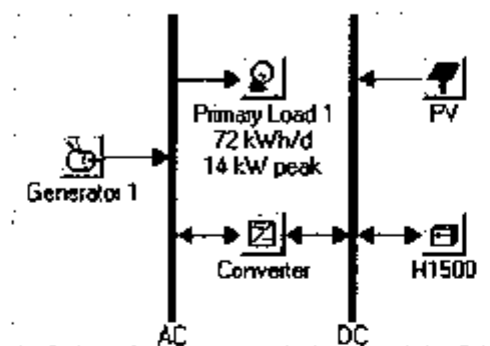 Primary Load 1
72 kWh/d
14 kW peak
PV
Generator 1
Converter
H1500
AC
DC